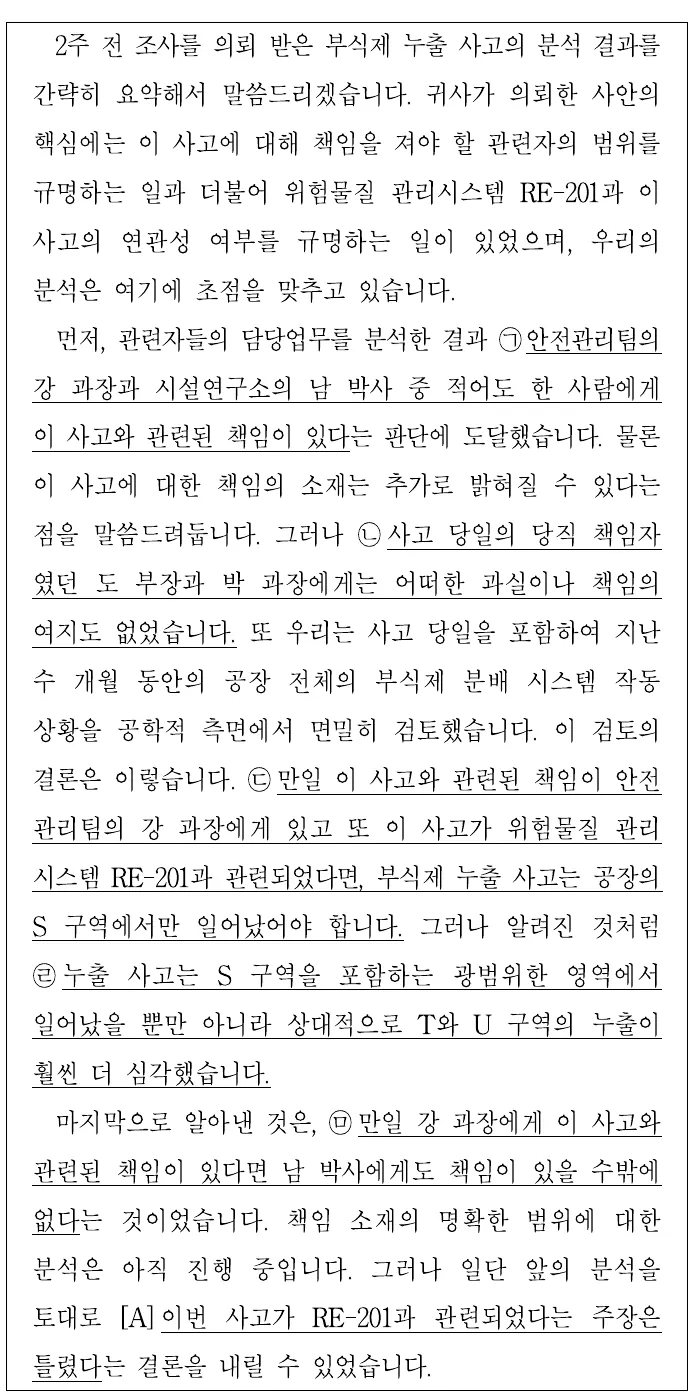 2주 전 조사를 의뢰 받은 부식제 누출 사고의 분석 결과를
간략히 요약해서 말씀드리겠습니다. 귀사가 의뢰한 사안의
핵심에는 이 사고에 대해 책임을 져야 할 관련자의 범위를
규명하는 일과 더불어 위험물질 관리시스템 RE-201과 이
사고의 연관성 여부를 규명하는 일이 있었으며, 우리의
분석은 여기에 초점을 맞추고 있습니다.
먼저, 관련자들의 담당업무를 분석한 결과 ㉠안전관리팀의
강 과장과 시설연구소의 남 박사 중 적어도 한 사람에게
이 사고와 관련된 책임이 있다는 판단에 도달했습니다. 물론
이 사고에 대한 책임의 소재는 추가로 밝혀질 수 있다는
점을 말씀드려둡니다. 그러나 ㉡사고 당일의 당직 책임자
였던 도 부장과 박 과장에게는 어떠한 과실이나 책임의
여지도 없었습니다. 또 우리는 사고 당일을 포함하여 지난
수 개월 동안의 공장 전체의 부식제 분배 시스템 작동
상황을 공학적 측면에서 면밀히 검토했습니다. 이 검토의
결론은 이렇습니다. ㉢만일 이 사고와 관련된 책임이 안전
관리팀의 강 과장에게 있고 또 이 사고가 위험물질 관리
시스템 RE-201과 관련되었다면, 부식제 누출 사고는 공장의
S 구역에서만 일어났어야 합니다. 그러나 알려진 것처럼
㉣누출 사고는 S 구역을 포함하는 광범위한 영역에서
일어났을 뿐만 아니라 상대적으로 T와 U 구역의 누출이
훨씬 더 심각했습니다.
마지막으로 알아낸 것은, ㉤만일 강 과장에게 이 사고와
관련된 책임이 있다면 남 박사에게도 책임이 있을 수밖에
없다는 것이었습니다. 책임 소재의 명확한 범위에 대한
분석은 아직 진행 중입니다. 그러나 일단 앞의 분석을
토대로 [A]이번 사고가 RE-201과 관련되었다는 주장은
틀렸다는 결론을 내릴 수 있었습니다.